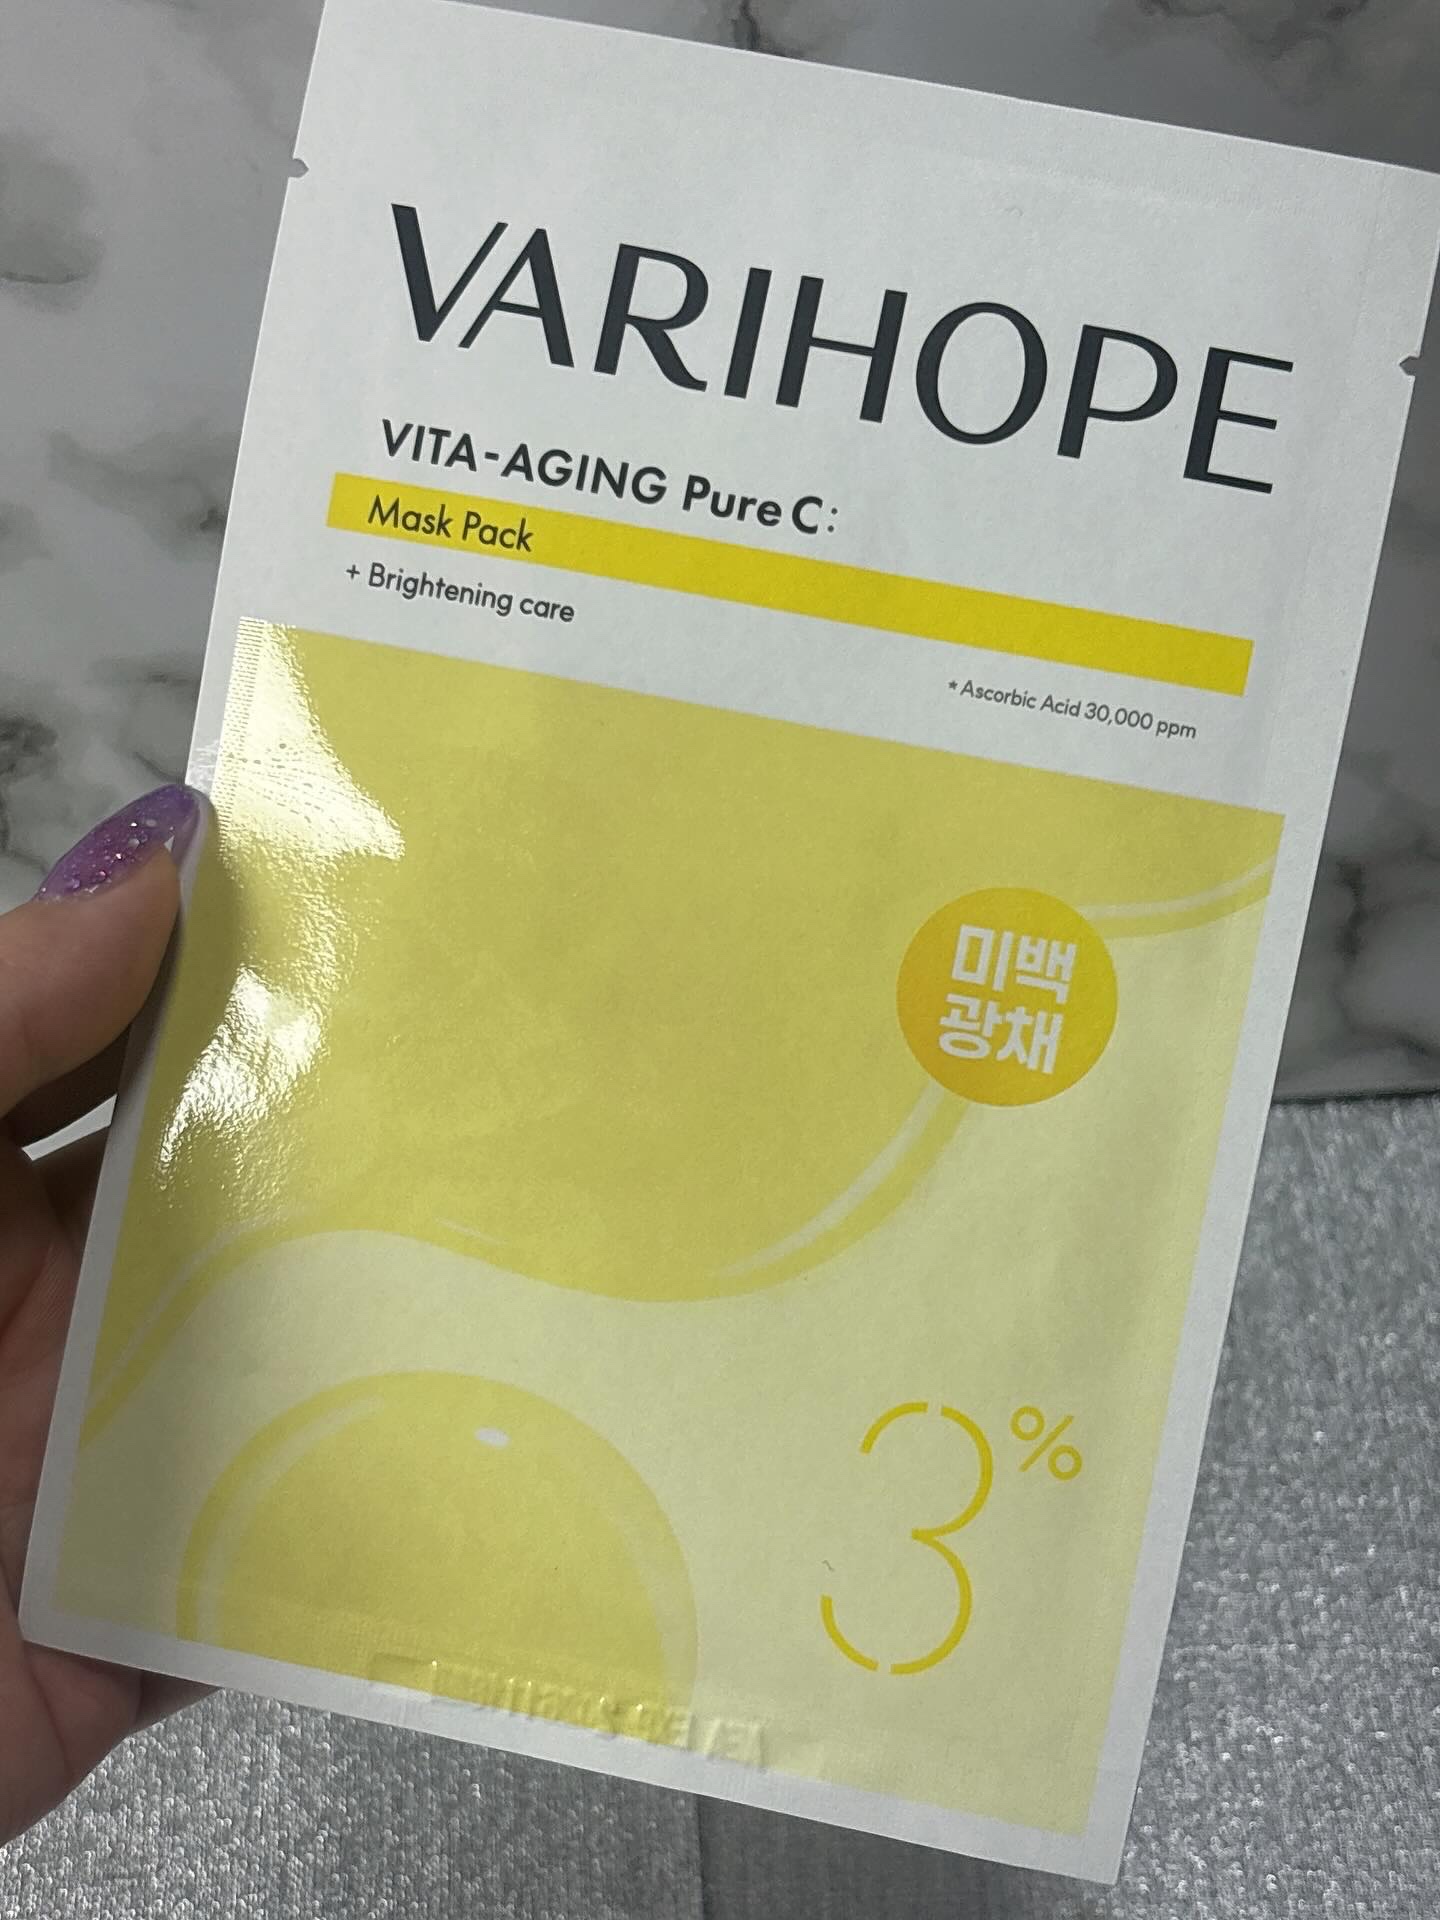 VARIHOPE
VITA-AGING Pure C:
Mask Pack
+ Brightening care
* Ascorbic Acid 30,000 ppm
미백
광채
3%